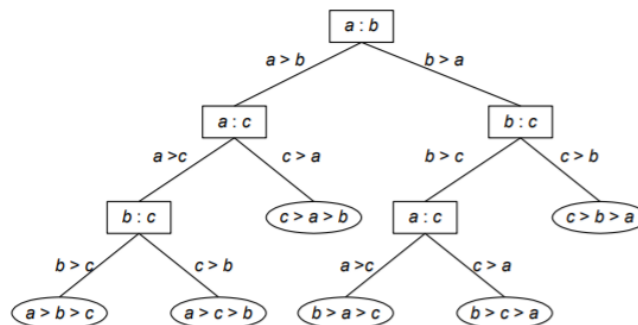 a : b
a > b b > a
a : c b : c
a >c c > a b > c c > b
b : c c > a > b a : c c > b > a
b > c c > b a >c c > a
a > b > c a > c > b b > a > c b > c > a